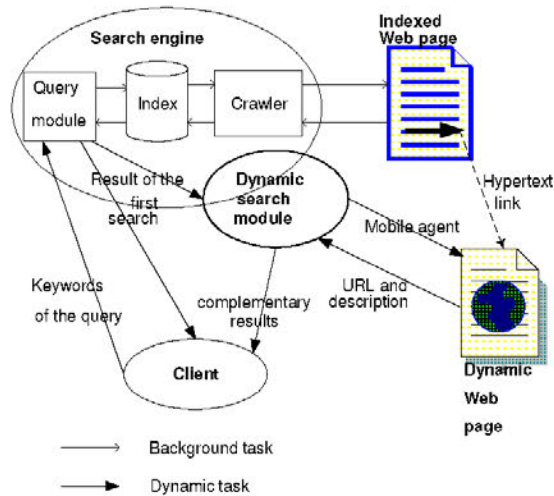 Search engine
Indexed
Web page
Query
module
Index
Crawler
Result of the
first
search
Dynamic
search
module
Hypertext
link
Mobile agent
URL and
description
Keywords
of the query
complementary
results
Client
Dynamic
Web
page
Background task
Dynamic task